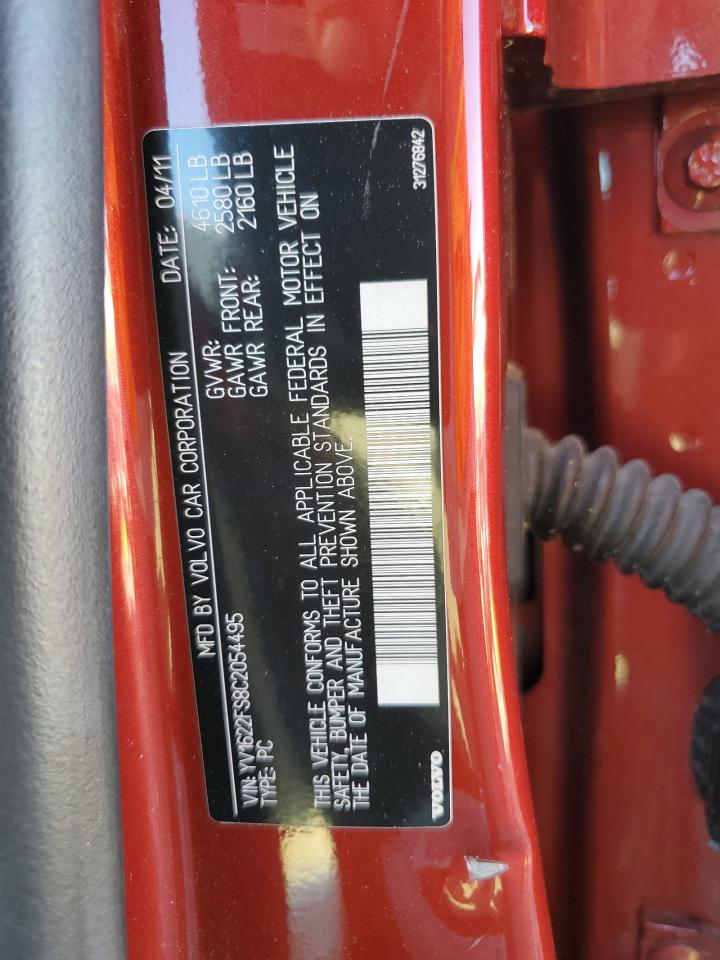 MFD BY VOLVO CAR CORPORATION DATE: 04/11
GVWR: 4610 LB
GAWR FRONT: 2580 LB
GAWR REAR: 2160 LB
VIN: YV1622FS8C2054495
TYPE: PC
THIS VEHICLE CONFORMS TO ALL APPLICABLE FEDERAL MOTOR VEHICLE
SAFETY, BUMPER AND THEFT PREVENTION STANDARDS IN EFFECT ON
THE DATE OF MANUFACTURE SHOWN ABOVE.
VOLVO 31276842